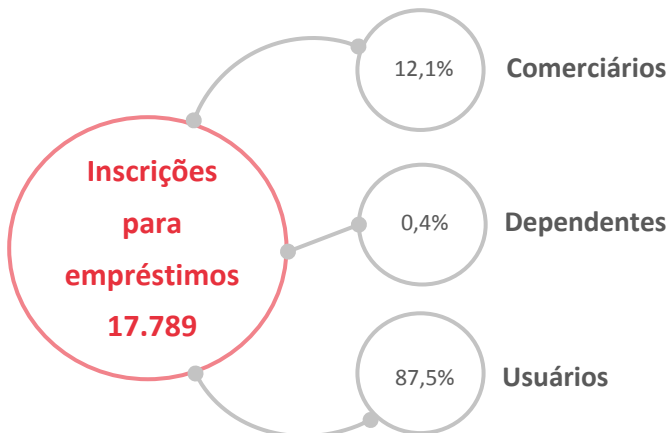 Inscrições
para
empréstimos
17.789
12,1%
Comerciários
0,4%
Dependentes
87,5%
Usuários